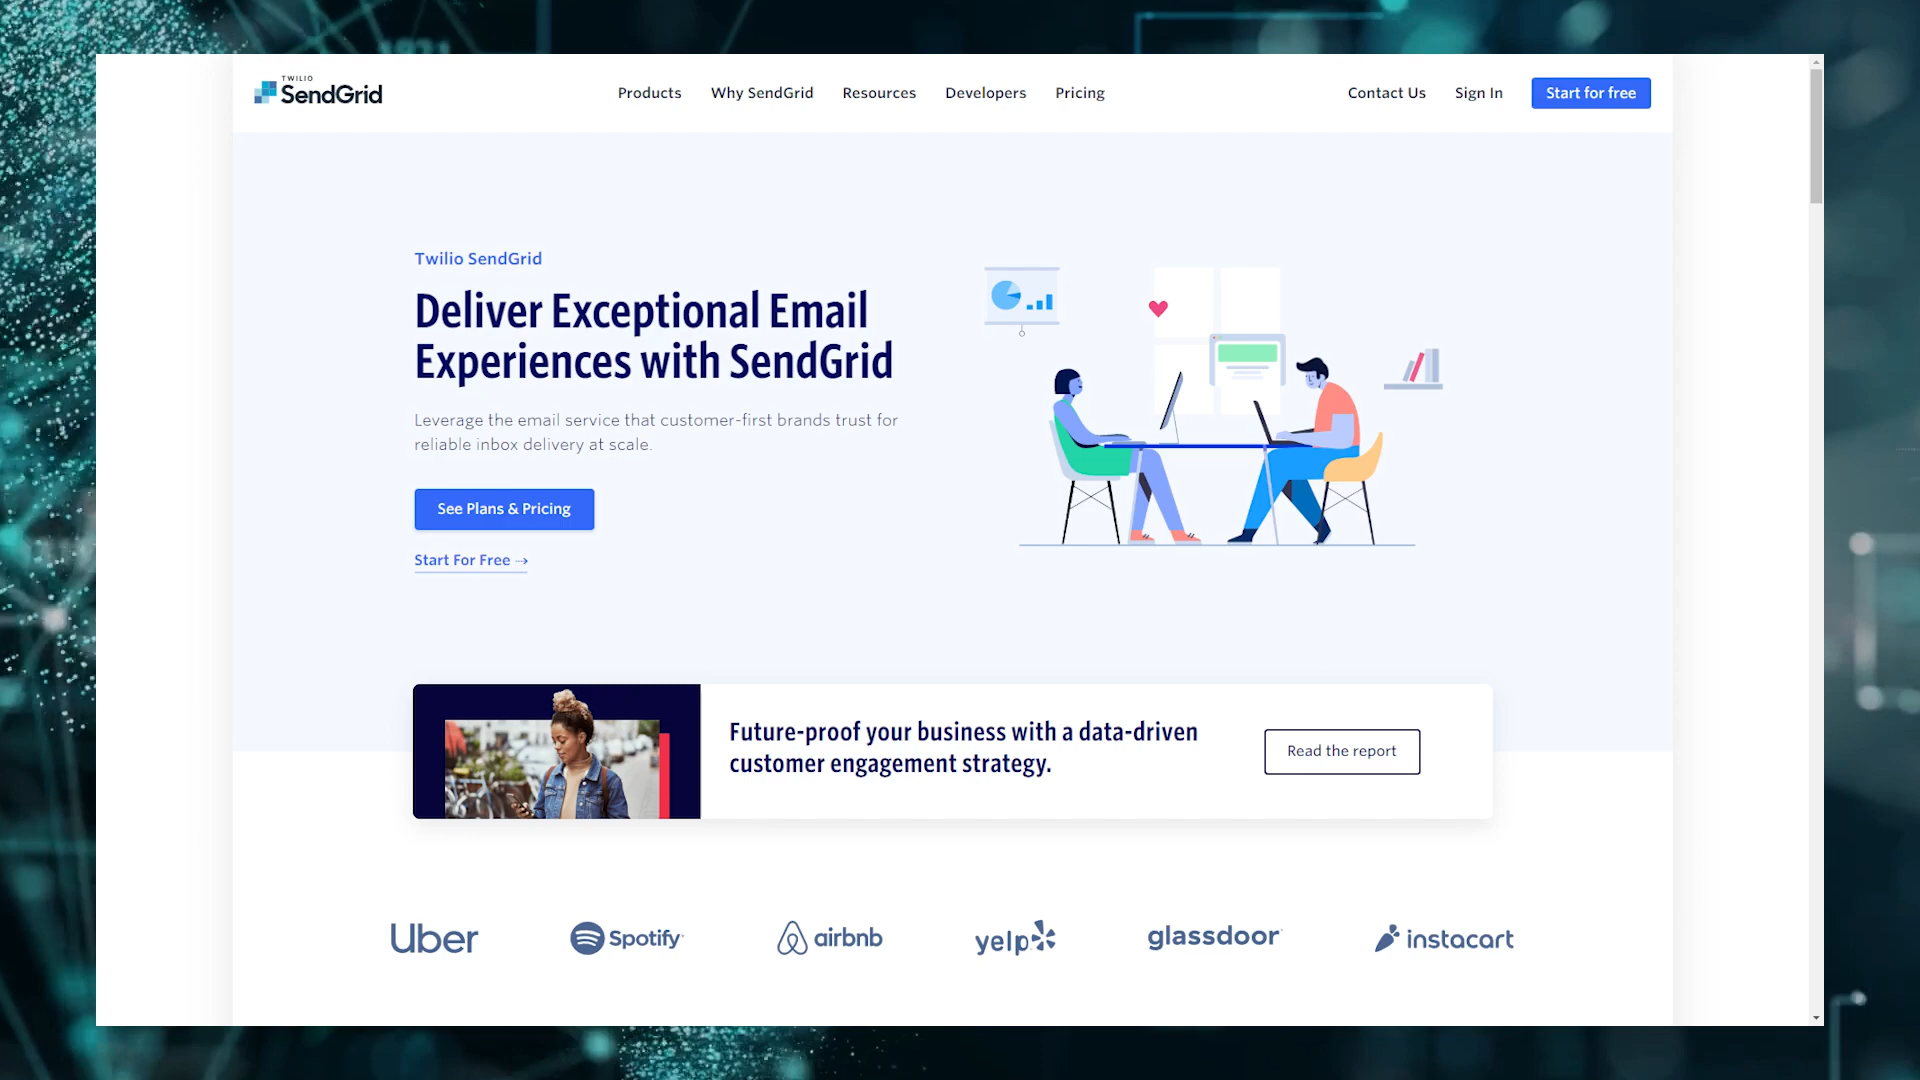 TWILIO
SendGrid
Products Why SendGrid Resources Developers Pricing
Contact Us Sign In Start for free
Twilio SendGrid
Deliver Exceptional Email
Experiences with SendGrid
Leverage the email service that customer-first brands trust for
reliable inbox delivery at scale.
See Plans & Pricing
Start For Free →
Future-proof your business with a data-driven
customer engagement strategy.
Read the report
Uber Spotify airbnb yelp glassdoor instacart